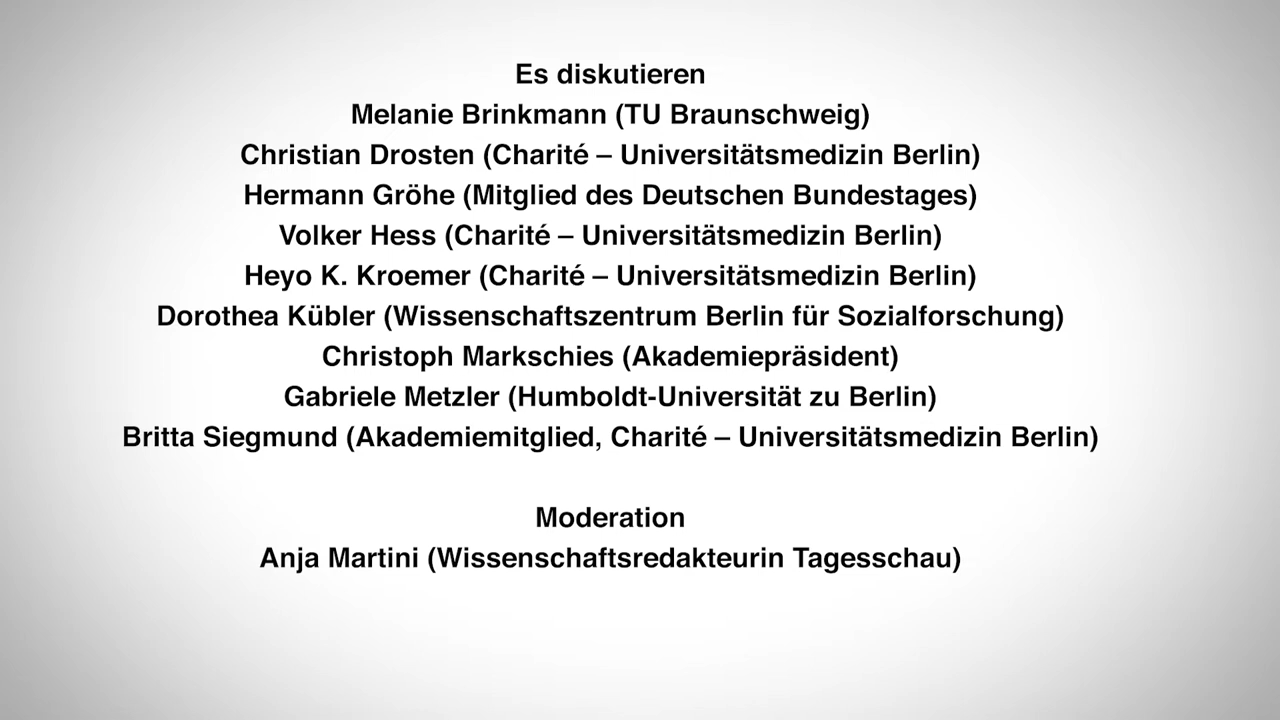 Es diskutieren
Melanie Brinkmann (TU Braunschweig)
Christian Drosten (Charité – Universitätsmedizin Berlin)
Hermann Gröhe (Mitglied des Deutschen Bundestages)
Volker Hess (Charité – Universitätsmedizin Berlin)
Heyo K. Kroemer (Charité – Universitätsmedizin Berlin)
Dorothea Kübler (Wissenschaftszentrum Berlin für Sozialforschung)
Christoph Markschies (Akademiepräsident)
Gabriele Metzler (Humboldt-Universität zu Berlin)
Britta Siegmund (Akademiemitglied, Charité – Universitätsmedizin Berlin)
Moderation
Anja Martini (Wissenschaftsredakteurin Tagesschau)